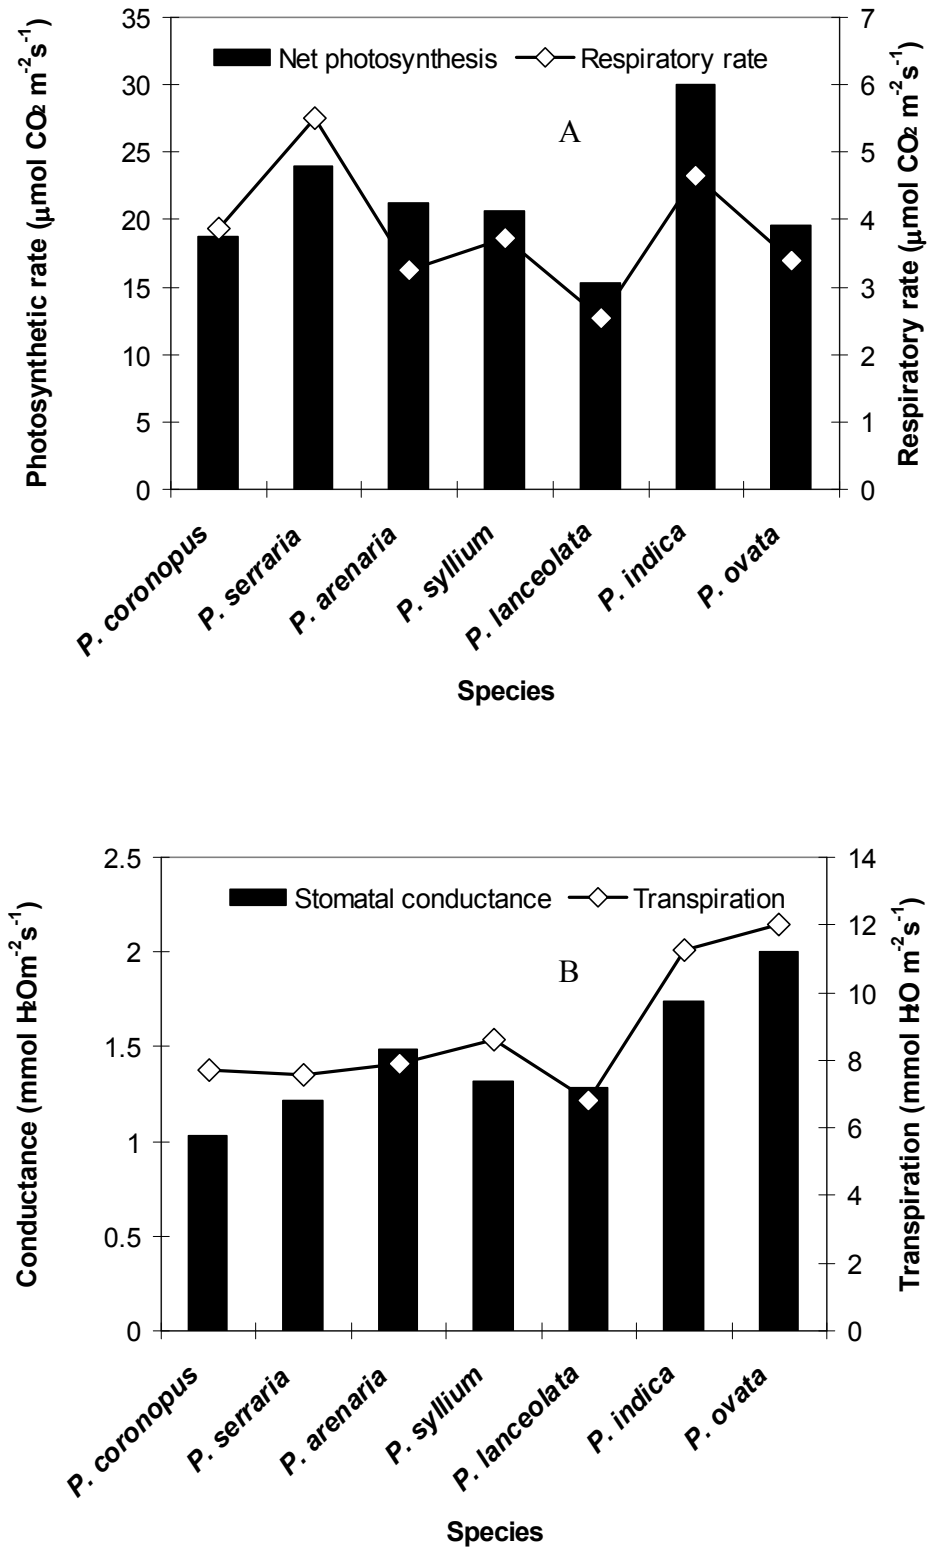 35
30
25
20
15
10
5
0
7
6
5
4
3
2
1
0
Photosynthetic rate (μmol CO₂ m⁻²s⁻¹)
Respiratory rate (μmol CO₂ m⁻²s⁻¹)
Net photosynthesis Respiratory rate
A
P. coronopus
P. serraria
P. arenaria
P. syllium
P. lanceolata
P. indica
P. ovata
Species
2.5
2
1.5
1
0.5
0
14
12
10
8
6
4
2
0
Conductance (mmol H₂Om⁻²s⁻¹)
Transpiration (mmol H₂O m⁻²s⁻¹)
Stomatal conductance Transpiration
B
P. coronopus
P. serraria
P. arenaria
P. syllium
P. lanceolata
P. indica
P. ovata
Species